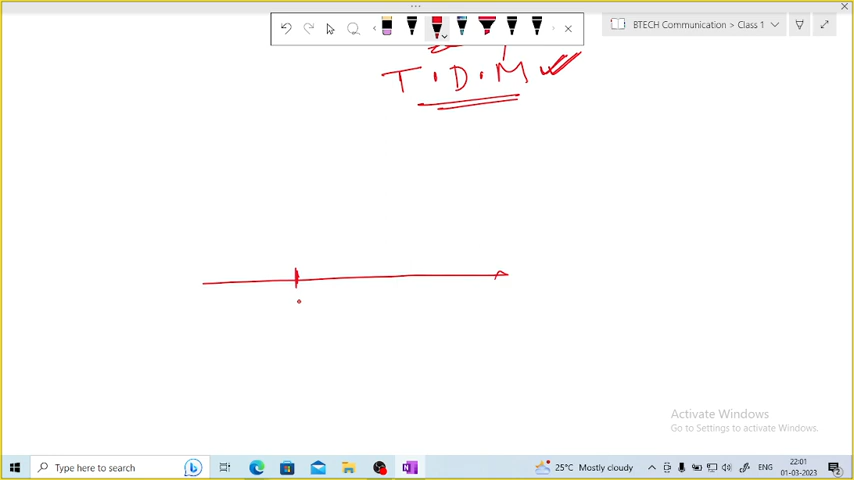 BTECH Communication > Class 1
T.D.M
Activate Windows
Go to Settings to activate Windows.
Type here to search
25°C Mostly cloudy
ENG
22:01
01-03-2023
2